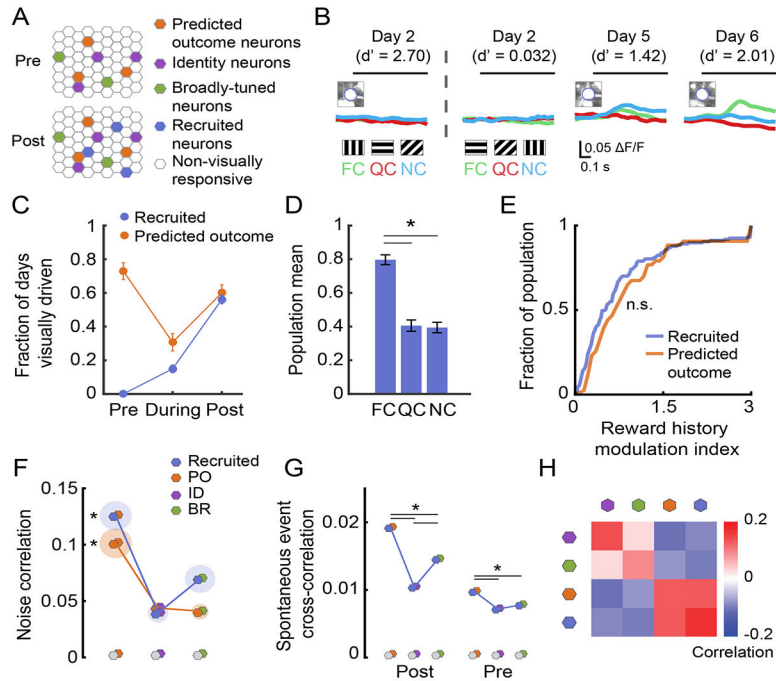 A
Pre
Post
Predicted
outcome neurons
Identity neurons
Broadly-tuned
neurons
Recruited
neurons
Non-visually
responsive
B
Day 2
(d' = 2.70)
Day 2
(d' = 0.032)
Day 5
(d' = 1.42)
Day 6
(d' = 2.01)
FC QC NC
FC QC NC
0.05 ΔF/F
0.1 s
C
Recruited
Predicted outcome
Fraction of days
visually driven
1
0.8
0.6
0.4
0.2
0
Pre During Post
D
Population mean
1
0.8
0.6
0.4
0.2
0
*
FC QC NC
E
Fraction of population
1
0.5
0
n.s.
Recruited
Predicted
outcome
0 1.5 3
Reward history
modulation index
F
Recruited
PO
ID
BR
Noise correlation
0.15
0.1
0.05
0
*
*
G
Spontaneous event
cross-correlation
0.02
0.01
0
*
*
Post Pre
H
0.2
0
-0.2
Correlation